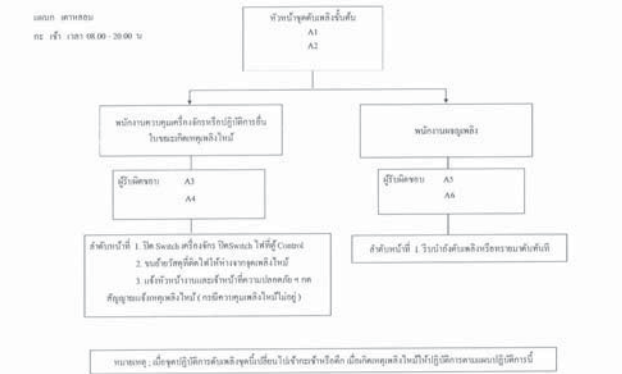 แผนก เตาหลอม
กะ เช้า เวลา 08.00 - 20.00 น
หัวหน้าชุดดับเพลิงขั้นต้น
A1
A2
พนักงานควบคุมเครื่องจักรหรือปฏิบัติการอื่น
ในขณะเกิดเหตุเพลิงไหม้
พนักงานผจญเพลิง
ผู้รับผิดชอบ A3
A4
ผู้รับผิดชอบ A5
A6
ลำดับหน้าที่ 1. ปิด Switch เครื่องจักร ปิดSwitch ไฟที่ตู้ Control
2. ขนย้ายวัสดุที่ติดไฟให้ห่างจากจุดเพลิงไหม้
3. แจ้งหัวหน้างานและเจ้าหน้าที่ความปลอดภัย ฯ กด
สัญญาณแจ้งเหตุเพลิงไหม้ ( กรณีควบคุมเพลิงไหม้ไม่อยู่ )
ลำดับหน้าที่ 1. รีบนำถังดับเพลิงหรือทรายมาดับทันที
หมายเหตุ ; เมื่อชุดปฏิบัติการดับเพลิงชุดนี้เปลี่ยนไปเข้ากะเช้าหรือดึก เมื่อเกิดเหตุเพลิงไหม้ให้ปฏิบัติการตามแผนปฏิบัติการนี้